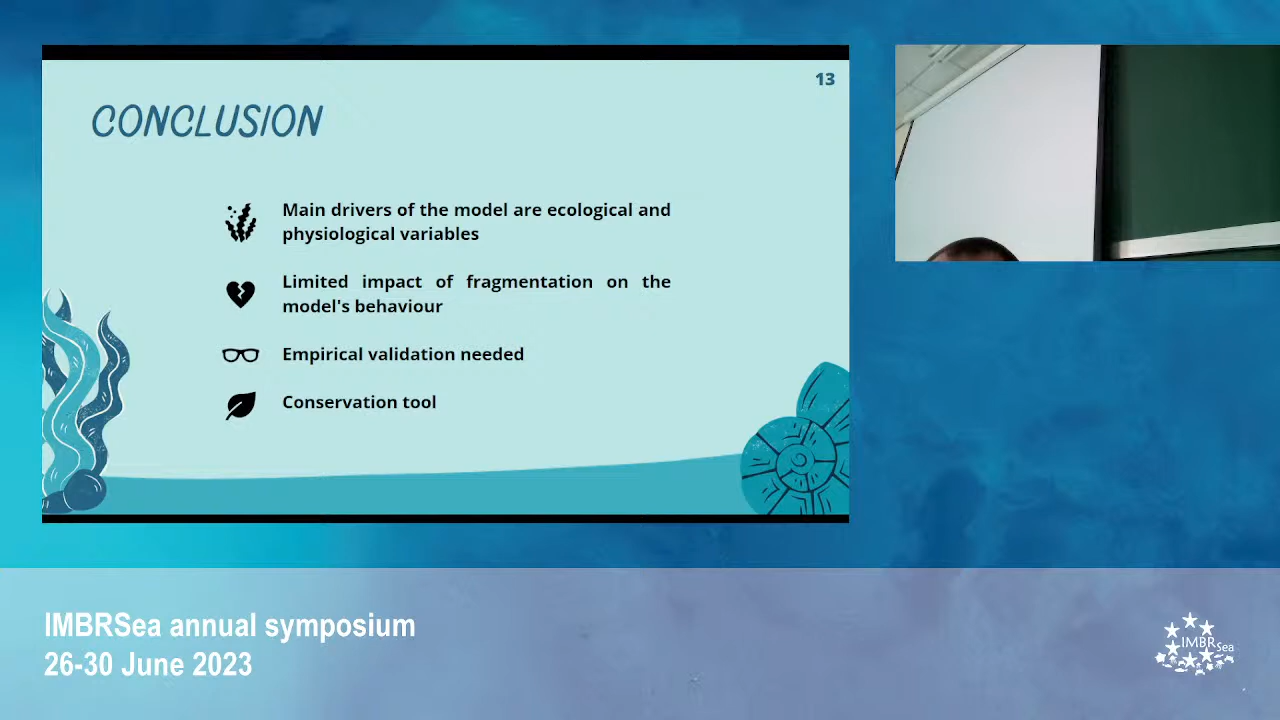 13
CONCLUSION
Main drivers of the model are ecological and
physiological variables
Limited impact of fragmentation on the
model's behaviour
Empirical validation needed
Conservation tool
IMBRSea annual symposium
26-30 June 2023
IMBRSea